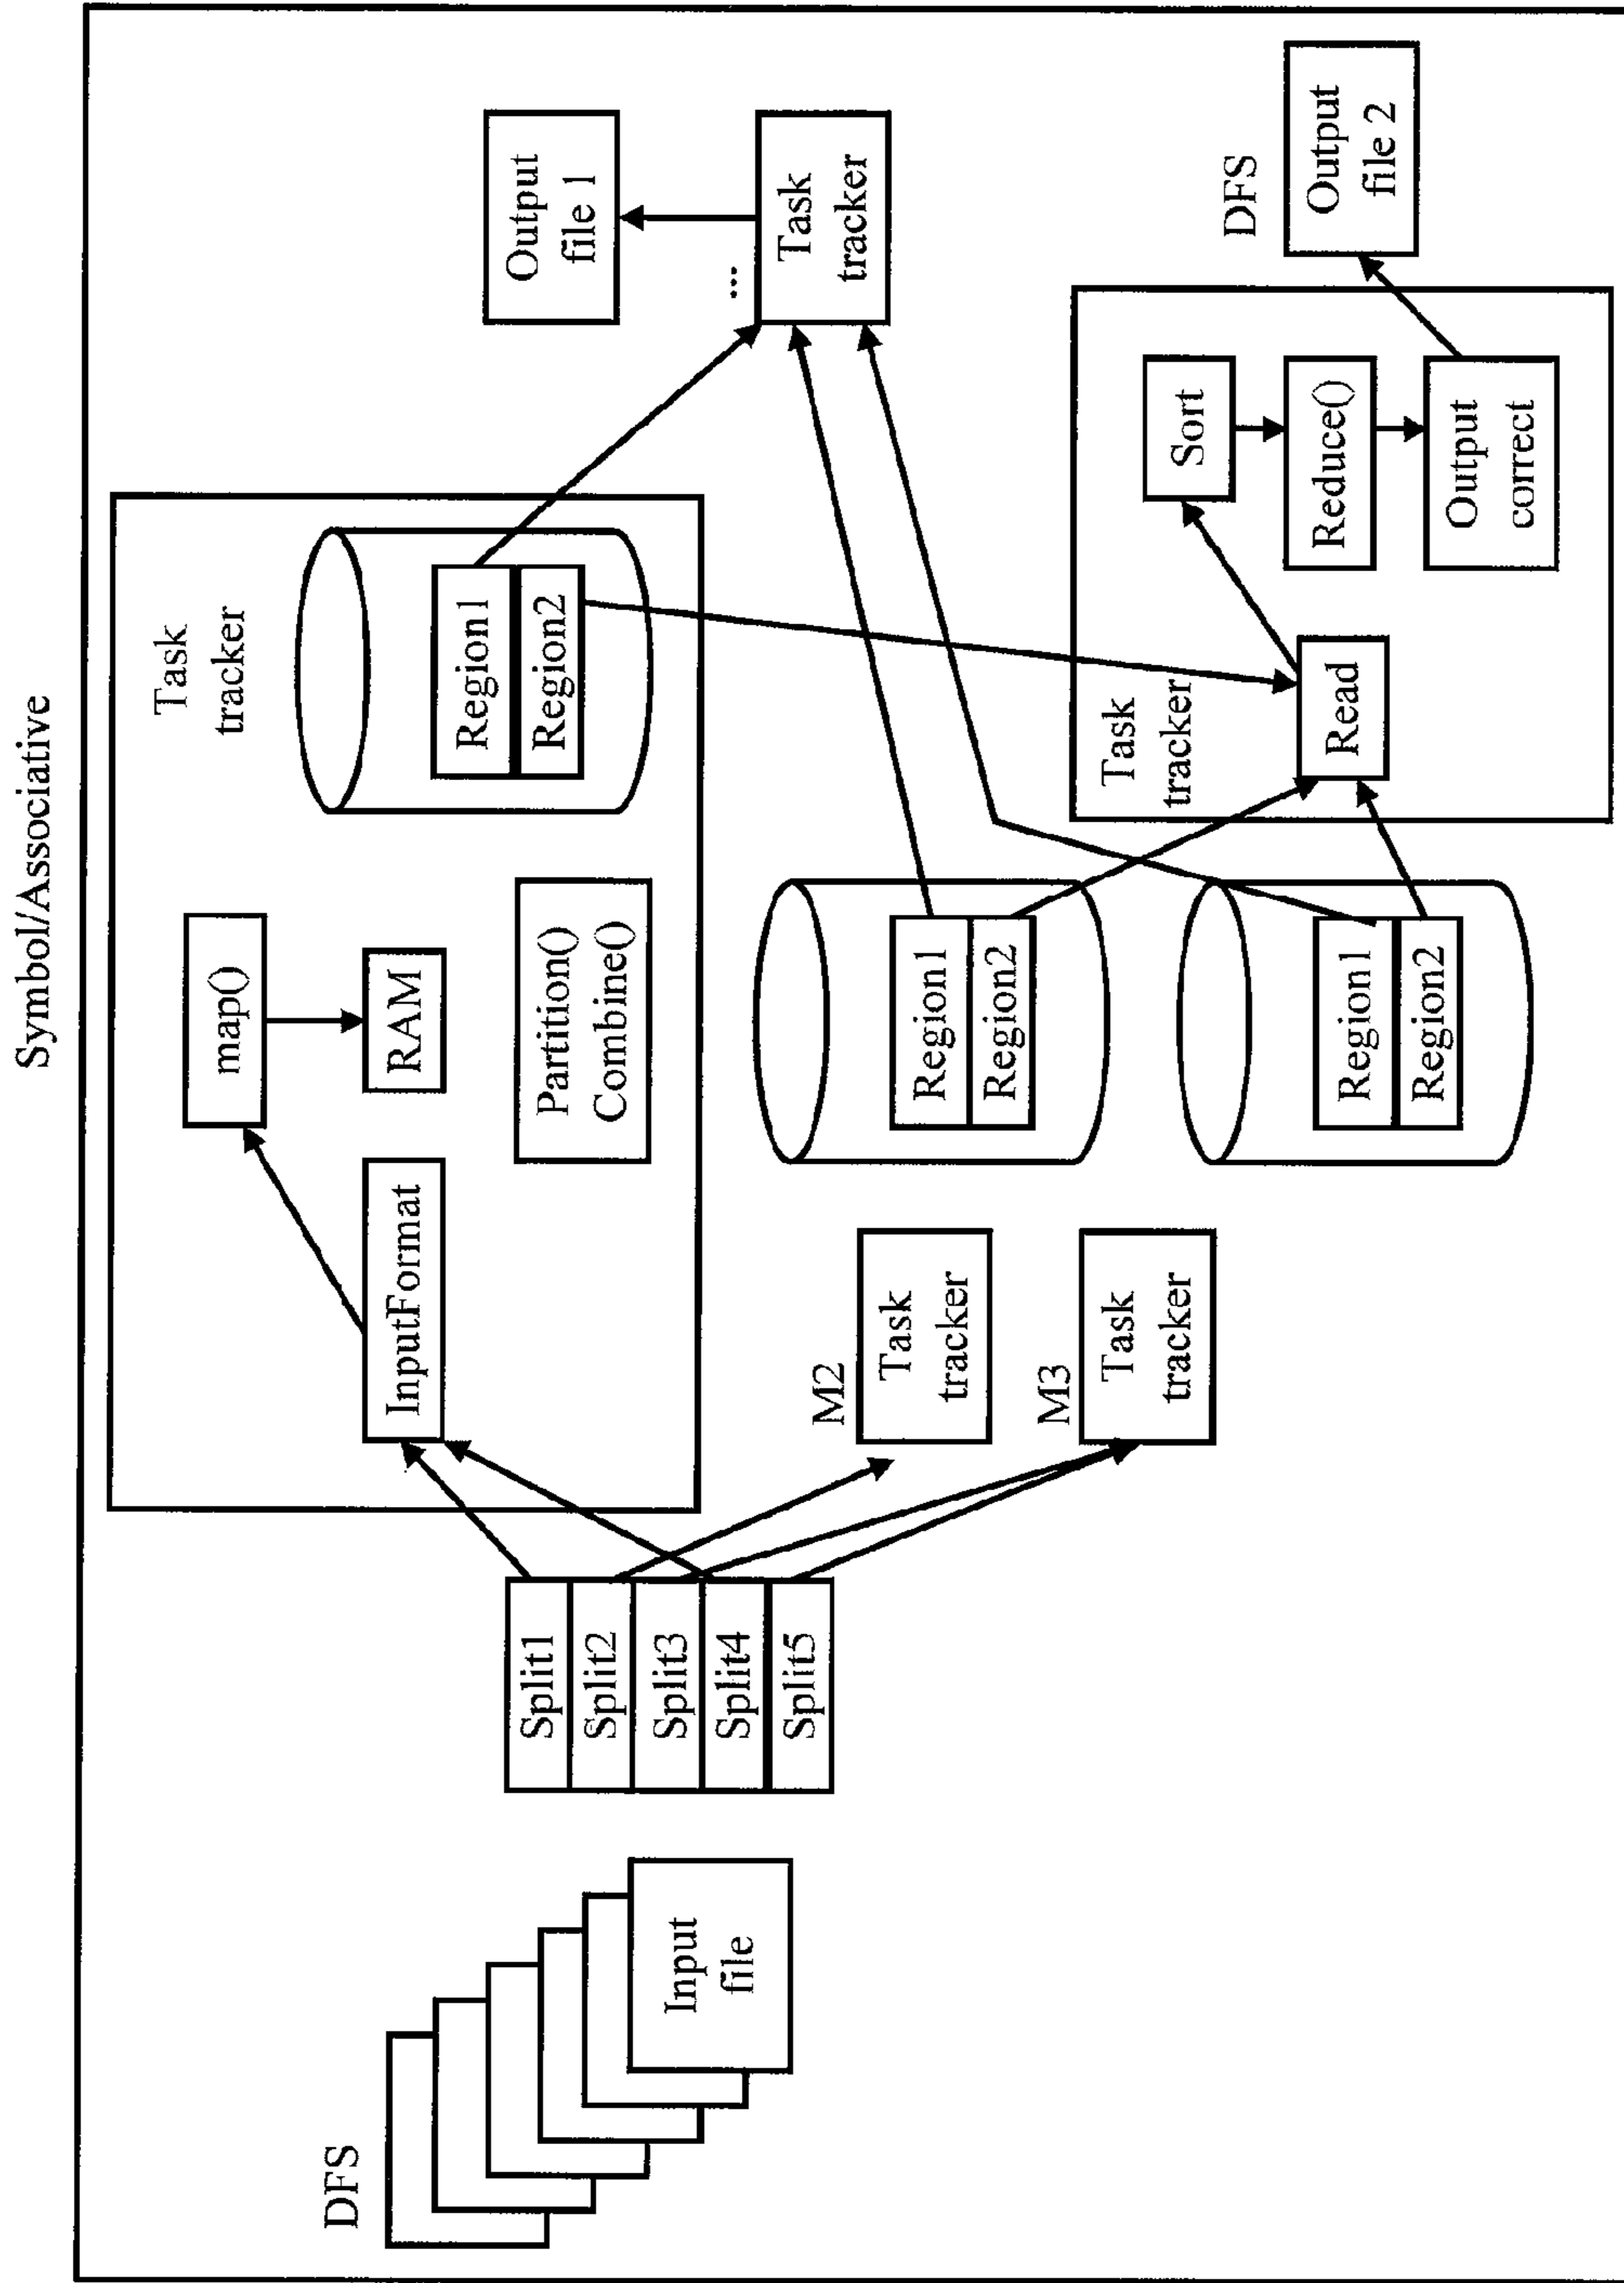 Symbol/Associative
DFS
Input
file
Split1
Split2
Split3
Split4
Split5
InputFormat
map()
RAM
Partition()
Combine()
Task
tracker
Region1
Region2
M2
Task
tracker
M3
Task
tracker
Region1
Region2
Region1
Region2
Output
file 1
...
Task
tracker
Task
tracker
Read
Sort
Reduce()
Output
correct
DFS
Output
file 2